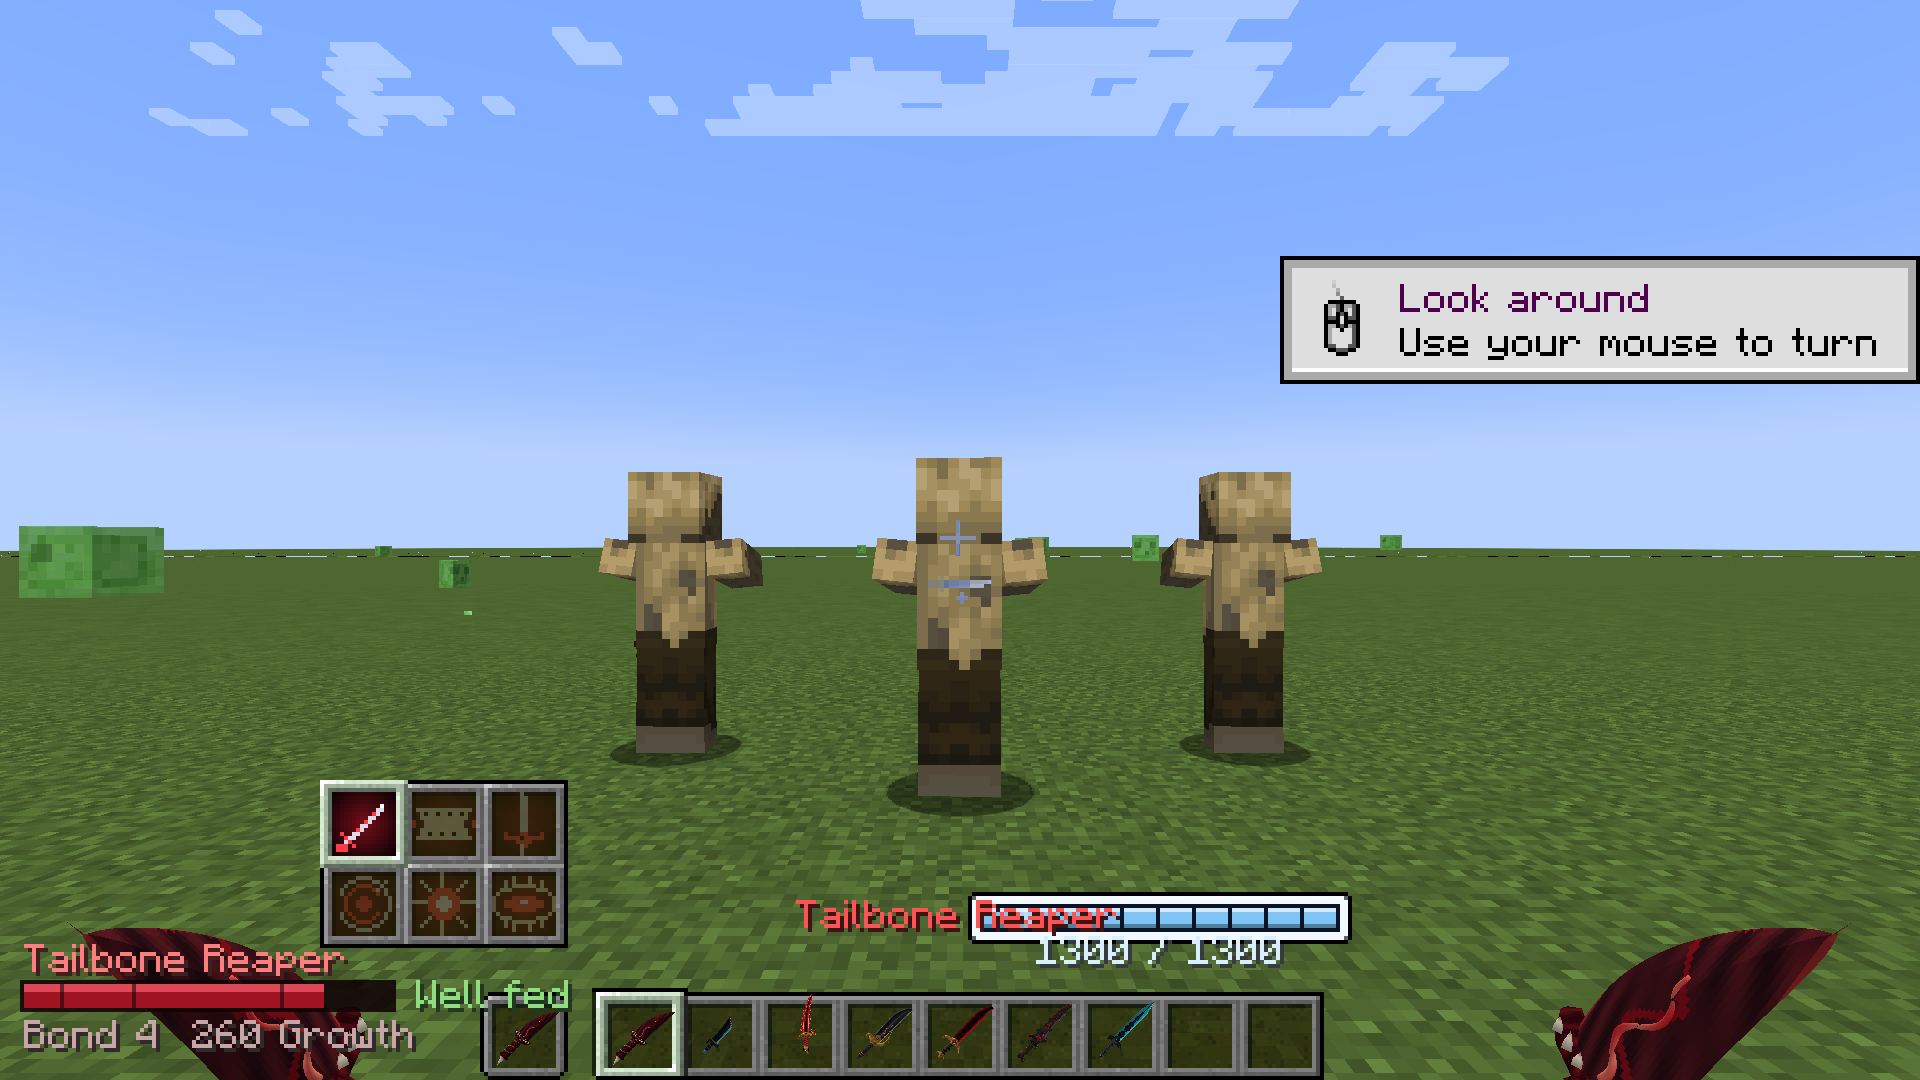 Look around
Use your mouse to turn
Tailbone Reaper
1300 / 1300
Tailbone Reaper
Well fed
Bond 4 260 Growth